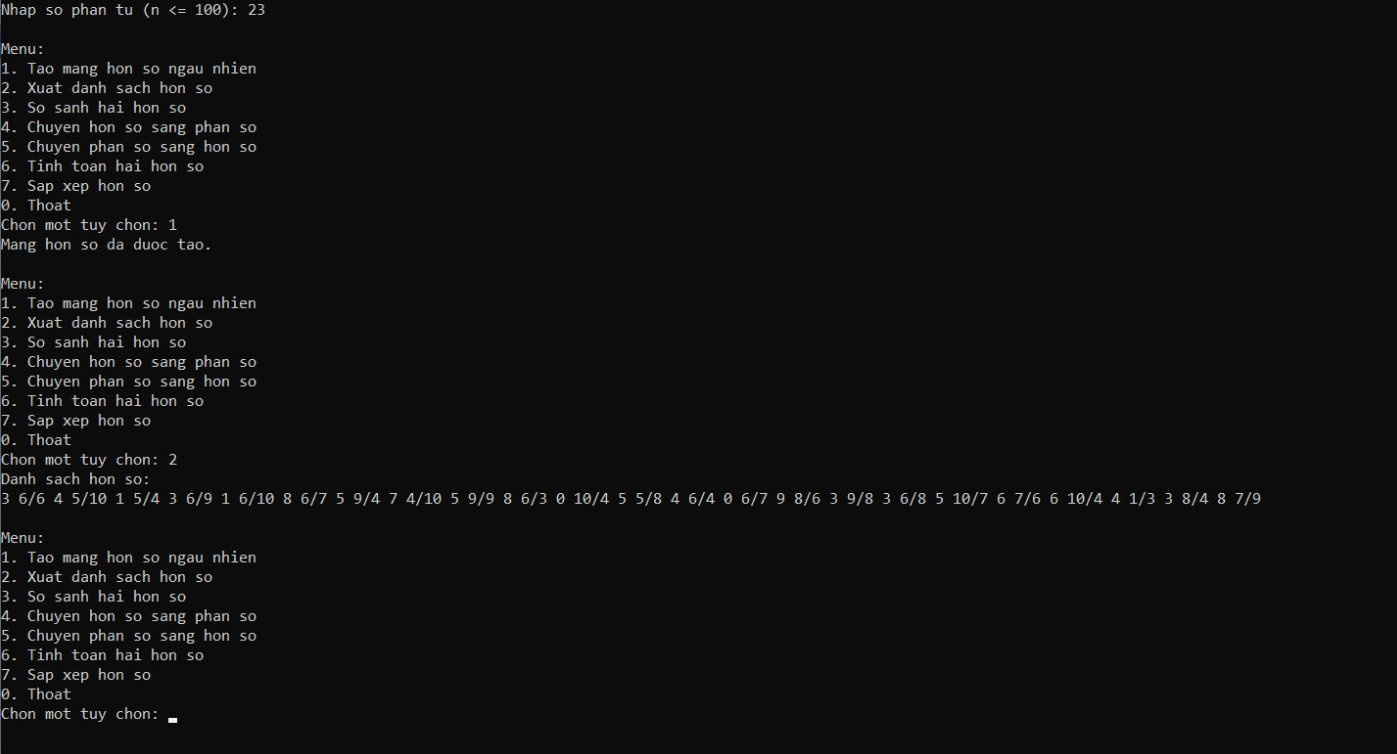 Nhap so phan tu (n <= 100): 23
Menu:
1. Tao mang hon so ngau nhien
2. Xuat danh sach hon so
3. So sanh hai hon so
4. Chuyen hon so sang phan so
5. Chuyen phan so sang hon so
6. Tinh toan hai hon so
7. Sap xep hon so
0. Thoat
Chon mot tuy chon: 1
Mang hon so da duoc tao.
Menu:
1. Tao mang hon so ngau nhien
2. Xuat danh sach hon so
3. So sanh hai hon so
4. Chuyen hon so sang phan so
5. Chuyen phan so sang hon so
6. Tinh toan hai hon so
7. Sap xep hon so
0. Thoat
Chon mot tuy chon: 2
Danh sach hon so:
3 6/6 4 5/10 1 5/4 3 6/9 1 6/10 8 6/7 5 9/4 7 4/10 5 9/9 8 6/3 0 10/4 5 5/8 4 6/4 0 6/7 9 8/6 3 9/8 3 6/8 5 10/7 6 7/6 6 10/4 4 1/3 3 8/4 8 7/9
Menu:
1. Tao mang hon so ngau nhien
2. Xuat danh sach hon so
3. So sanh hai hon so
4. Chuyen hon so sang phan so
5. Chuyen phan so sang hon so
6. Tinh toan hai hon so
7. Sap xep hon so
0. Thoat
Chon mot tuy chon: